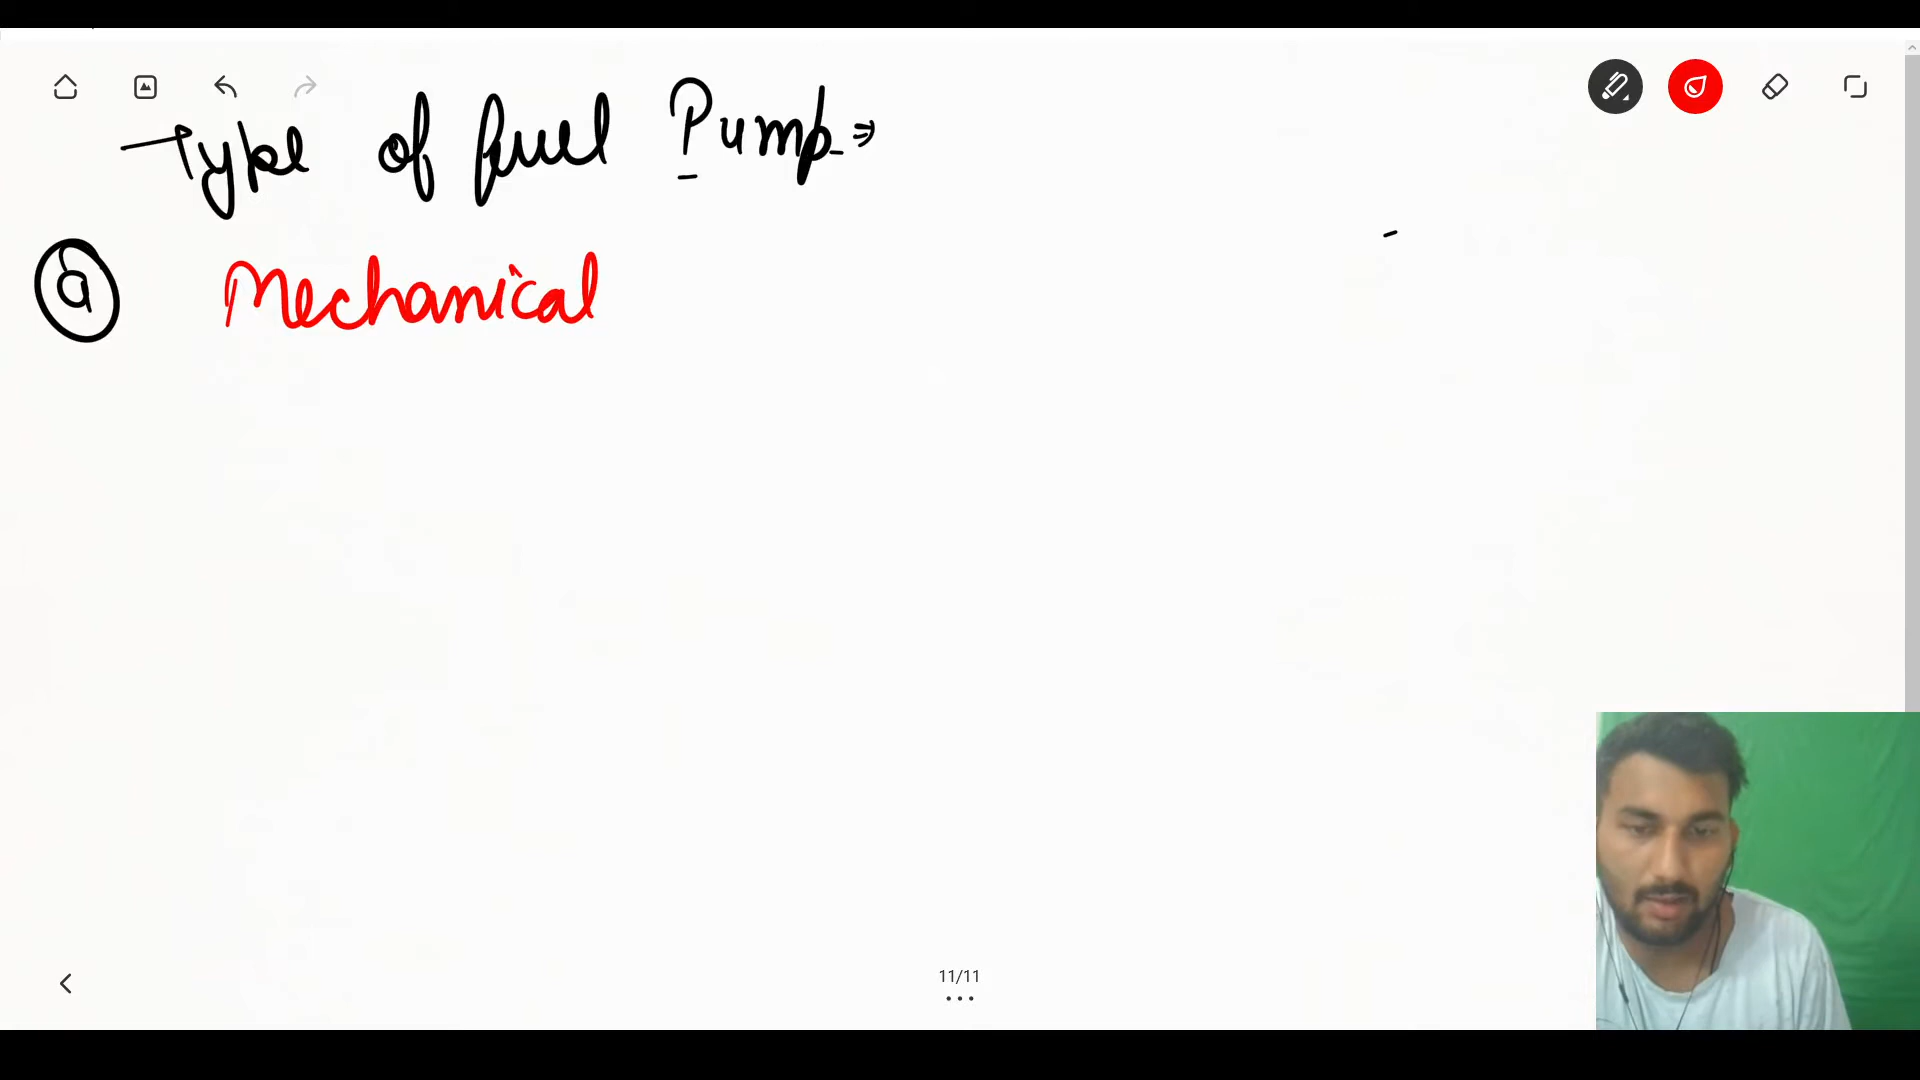 Type of fuel Pump ⇒
a Mechanical
11/11